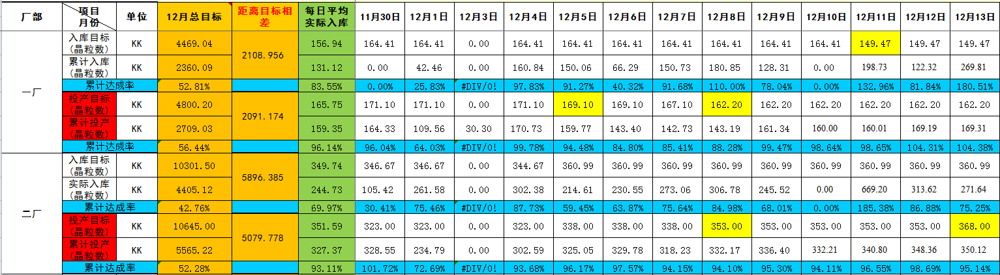 厂部 项目 月份 单位 12月总目标 距离目标相差 每日平均实际入库 11月30日 12月1日 12月3日 12月4日 12月5日 12月6日 12月7日 12月8日 12月9日 12月10日 12月11日 12月12日 12月13日
一厂
入库目标(晶粒数) KK 4469.04 2108.956 156.94 164.41 164.41 0.00 164.41 164.41 164.41 164.41 164.41 164.41 164.41 149.47 149.47 149.47
累计入库(晶粒数) KK 2360.09 131.12 0.00 42.46 0.00 160.84 150.06 66.29 150.73 180.85 128.31 0.00 198.73 122.32 269.81
累计达成率 52.81% 83.55% 0.00% 25.83% #DIV/0! 97.83% 91.27% 40.32% 91.68% 110.00% 78.04% 0.00% 132.96% 81.84% 180.51%
投产目标(晶粒数) KK 4800.20 2091.174 165.75 171.10 171.10 0.00 171.10 169.10 169.10 167.10 162.20 162.20 162.20 162.20 162.20 162.20
累计投产(晶粒数) KK 2709.03 159.35 164.33 109.56 30.30 170.73 159.77 143.40 142.73 143.19 161.34 160.00 160.01 169.19 169.31
累计达成率 56.44% 96.14% 96.04% 64.03% #DIV/0! 99.78% 94.48% 84.80% 85.41% 88.28% 99.47% 98.64% 98.65% 104.31% 104.38%
二厂
入库目标(晶粒数) KK 10301.50 5896.385 349.74 346.67 346.67 0.00 344.67 360.99 360.99 360.99 360.99 360.99 360.99 360.99 360.99 360.99
实际入库(晶粒数) KK 4405.12 244.73 105.42 261.58 0.00 302.38 214.61 230.55 273.06 306.78 245.52 0.00 669.20 313.62 271.64
累计达成率 42.76% 69.97% 30.41% 75.46% #DIV/0! 87.73% 59.45% 63.87% 75.64% 84.98% 68.01% 0.00% 185.38% 86.88% 75.25%
投产目标(晶粒数) KK 10645.00 5079.778 351.59 323.00 323.00 0.00 323.00 338.00 338.00 338.00 353.00 353.00 353.00 353.00 353.00 368.00
累计投产(晶粒数) KK 5565.22 327.37 328.55 234.79 0.00 302.59 325.05 329.78 318.23 332.17 336.40 332.21 340.80 348.36 350.12
累计达成率 52.28% 93.11% 101.72% 72.69% #DIV/0! 93.68% 96.17% 97.57% 94.15% 94.10% 95.30% 94.11% 96.55% 98.69% 95.14%